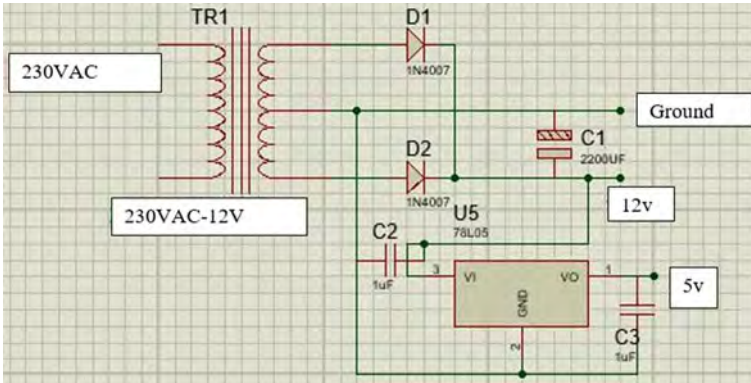 TR1
D1
230VAC
1N4007
Ground
C1
2200UF
D2
1N4007
230VAC-12V
12v
U5
78L05
C2
1uF
3
VI
VO
1
GND
2
5v
C3
1uF